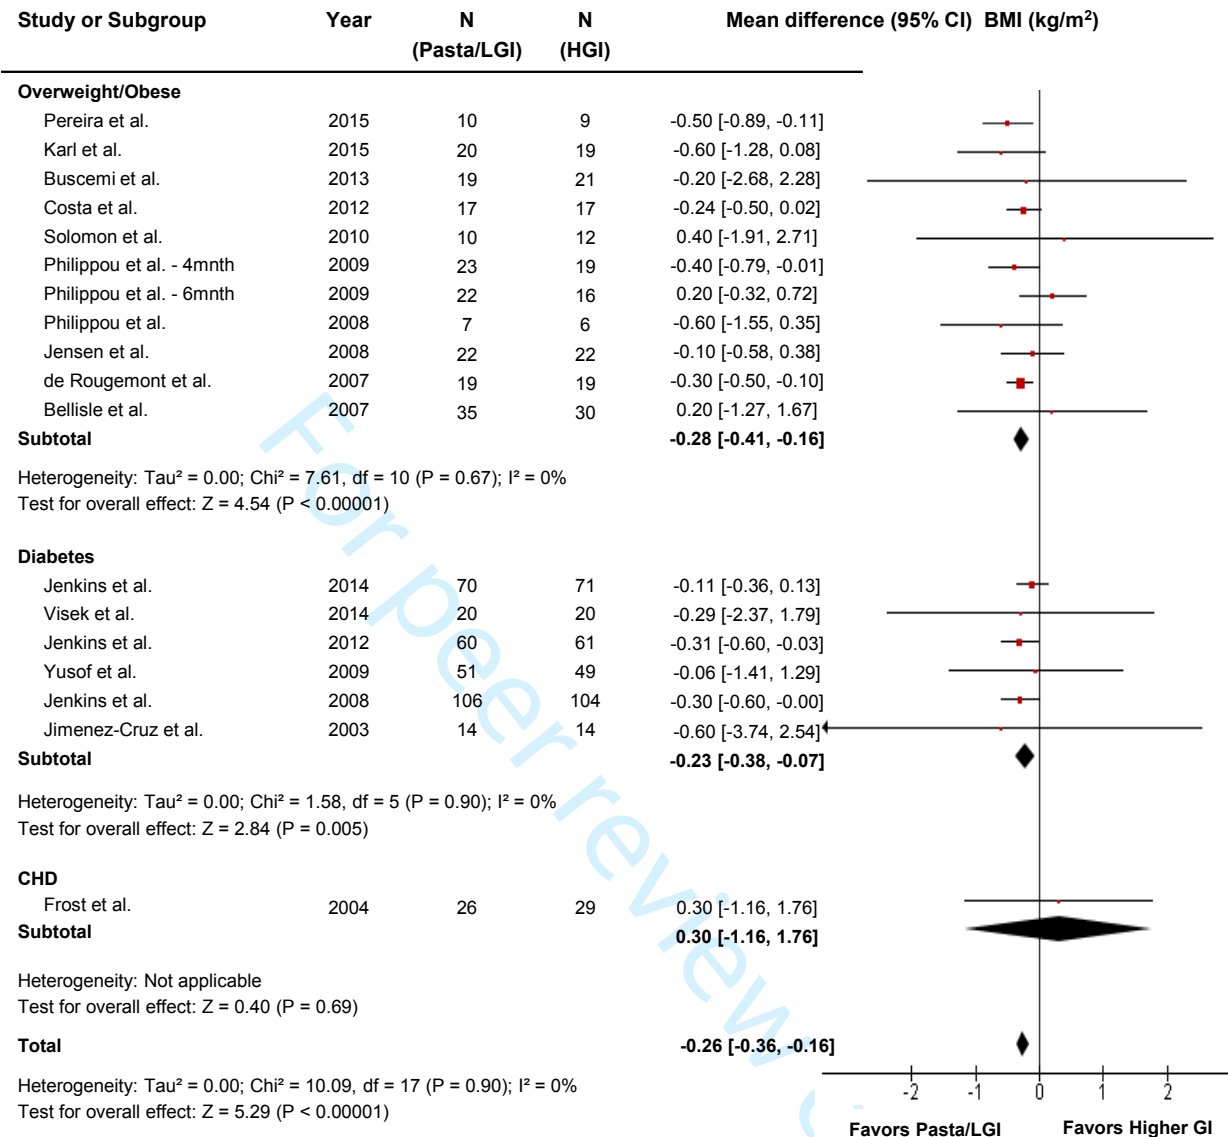 Study or Subgroup Year N N Mean difference (95% CI) BMI (kg/m²)
(Pasta/LGI) (HGI)
Overweight/Obese
Pereira et al. 2015 10 9 -0.50 [-0.89, -0.11]
Karl et al. 2015 20 19 -0.60 [-1.28, 0.08]
Buscemi et al. 2013 19 21 -0.20 [-2.68, 2.28]
Costa et al. 2012 17 17 -0.24 [-0.50, 0.02]
Solomon et al. 2010 10 12 0.40 [-1.91, 2.71]
Philippou et al. - 4mnth 2009 23 19 -0.40 [-0.79, -0.01]
Philippou et al. - 6mnth 2009 22 16 0.20 [-0.32, 0.72]
Philippou et al. 2008 7 6 -0.60 [-1.55, 0.35]
Jensen et al. 2008 22 22 -0.10 [-0.58, 0.38]
de Rougemont et al. 2007 19 19 -0.30 [-0.50, -0.10]
Bellisle et al. 2007 35 30 0.20 [-1.27, 1.67]
Subtotal -0.28 [-0.41, -0.16]
Heterogeneity: Tau² = 0.00; Chi² = 7.61, df = 10 (P = 0.67); I² = 0%
Test for overall effect: Z = 4.54 (P < 0.00001)
Diabetes
Jenkins et al. 2014 70 71 -0.11 [-0.36, 0.13]
Visek et al. 2014 20 20 -0.29 [-2.37, 1.79]
Jenkins et al. 2012 60 61 -0.31 [-0.60, -0.03]
Yusof et al. 2009 51 49 -0.06 [-1.41, 1.29]
Jenkins et al. 2008 106 104 -0.30 [-0.60, -0.00]
Jimenez-Cruz et al. 2003 14 14 -0.60 [-3.74, 2.54]
Subtotal -0.23 [-0.38, -0.07]
Heterogeneity: Tau² = 0.00; Chi² = 1.58, df = 5 (P = 0.90); I² = 0%
Test for overall effect: Z = 2.84 (P = 0.005)
CHD
Frost et al. 2004 26 29 0.30 [-1.16, 1.76]
Subtotal 0.30 [-1.16, 1.76]
Heterogeneity: Not applicable
Test for overall effect: Z = 0.40 (P = 0.69)
Total -0.26 [-0.36, -0.16]
Heterogeneity: Tau² = 0.00; Chi² = 10.09, df = 17 (P = 0.90); I² = 0%
Test for overall effect: Z = 5.29 (P < 0.00001)
-2 -1 0 1 2
Favors Pasta/LGI Favors Higher GI
For peer review